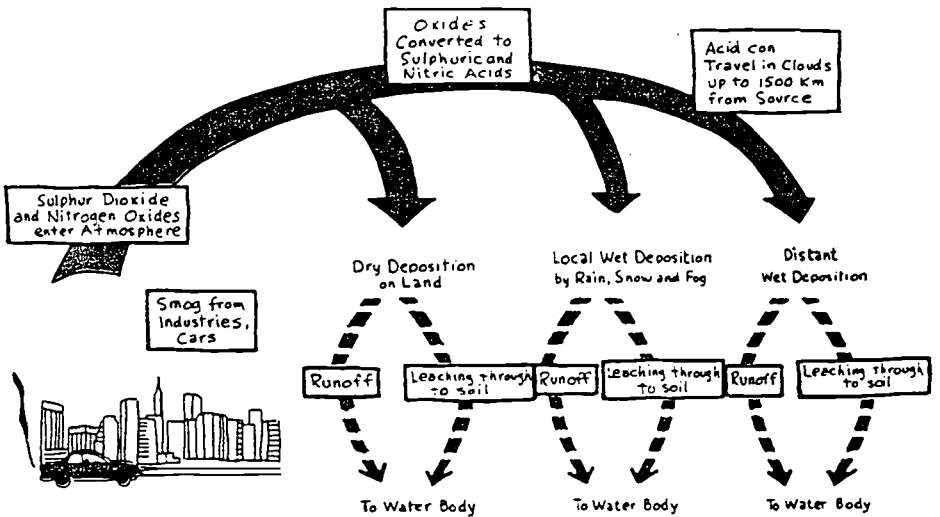 Oxides
Converted to
Sulphuric and
Nitric Acids
Acid can
Travel in Clouds
up to 1500 Km
from Source
Sulphur Dioxide
and Nitrogen Oxides
enter Atmosphere
Smog from
Industries,
Cars
Dry Deposition
on Land
Local Wet Deposition
by Rain, Snow and Fog
Distant
Wet Deposition
Runoff
Leaching through
to soil
Runoff
Leaching through
to soil
Runoff
Leaching through
to soil
To Water Body
To Water Body
To Water Body